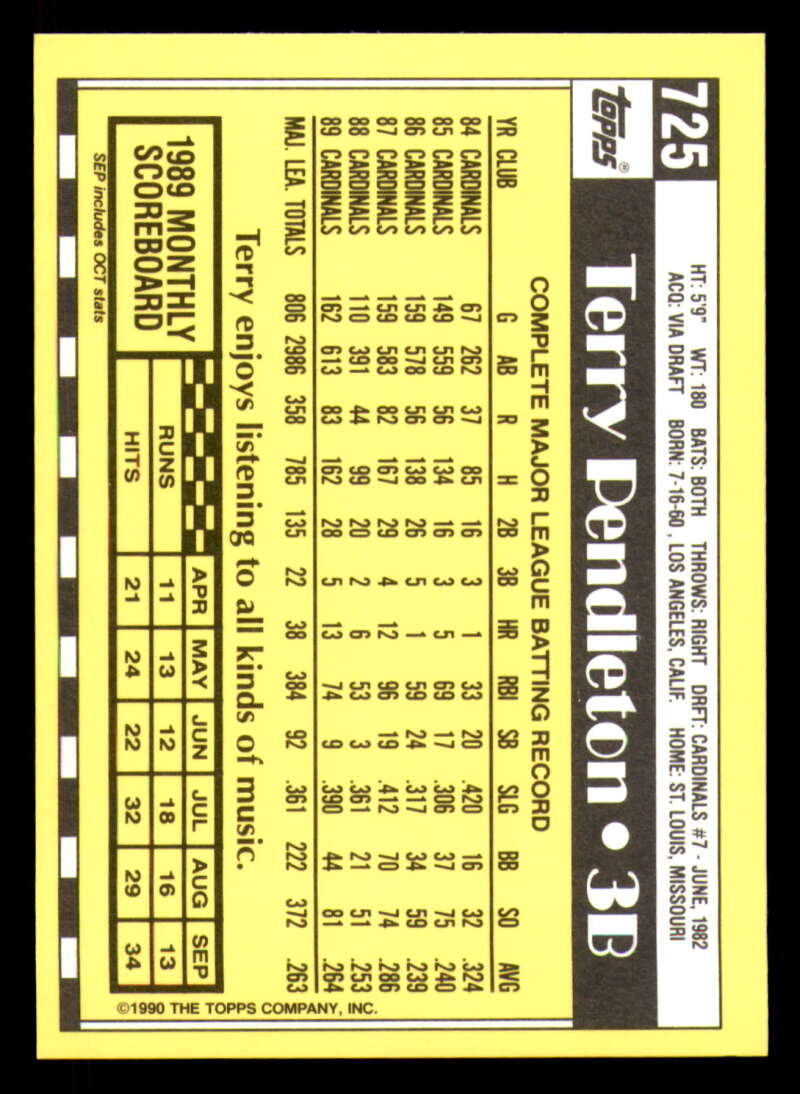 725
topps®
HT: 5'9" WT: 180 BATS: BOTH THROWS: RIGHT DRFT: CARDINALS #7 - JUNE, 1982
ACQ: VIA DRAFT BORN: 7-16-60 , LOS ANGELES, CALIF. HOME: ST. LOUIS, MISSOURI
Terry Pendleton • 3B
COMPLETE MAJOR LEAGUE BATTING RECORD
YR CLUB G AB R H 2B 3B HR RBI SB SLG BB SO AVG
84 CARDINALS 67 262 37 85 16 3 1 33 20 .420 16 32 .324
85 CARDINALS 149 559 56 134 16 3 5 69 17 .306 37 75 .240
86 CARDINALS 159 578 56 138 26 5 1 59 24 .317 34 59 .239
87 CARDINALS 159 583 82 167 29 4 12 96 19 .412 70 74 .286
88 CARDINALS 110 391 44 99 20 2 6 53 3 .361 21 51 .253
89 CARDINALS 162 613 83 162 28 5 13 74 9 .390 44 81 .264
MAJ. LEA. TOTALS 806 2986 358 785 135 22 38 384 92 .361 222 372 .263
Terry enjoys listening to all kinds of music.
1989 MONTHLY
SCOREBOARD
APR MAY JUN JUL AUG SEP
RUNS 11 13 12 18 16 13
HITS 21 24 22 32 29 34
SEP includes OCT stats
©1990 THE TOPPS COMPANY, INC.